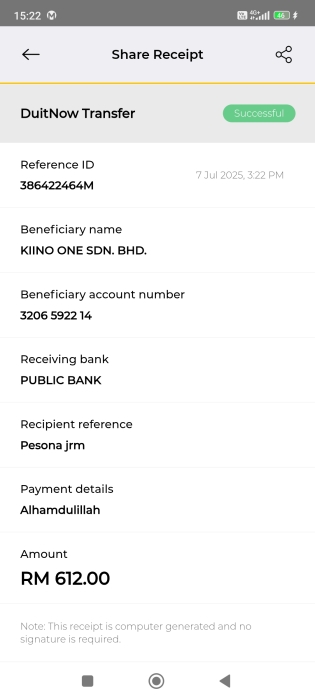 15:22
4G+
46
Share Receipt
DuitNow Transfer
Successful
Reference ID
386422464M
7 Jul 2025, 3:22 PM
Beneficiary name
KIINO ONE SDN. BHD.
Beneficiary account number
3206 5922 14
Receiving bank
PUBLIC BANK
Recipient reference
Pesona jrm
Payment details
Alhamdulillah
Amount
RM 612.00
Note: This receipt is computer generated and no
signature is required.